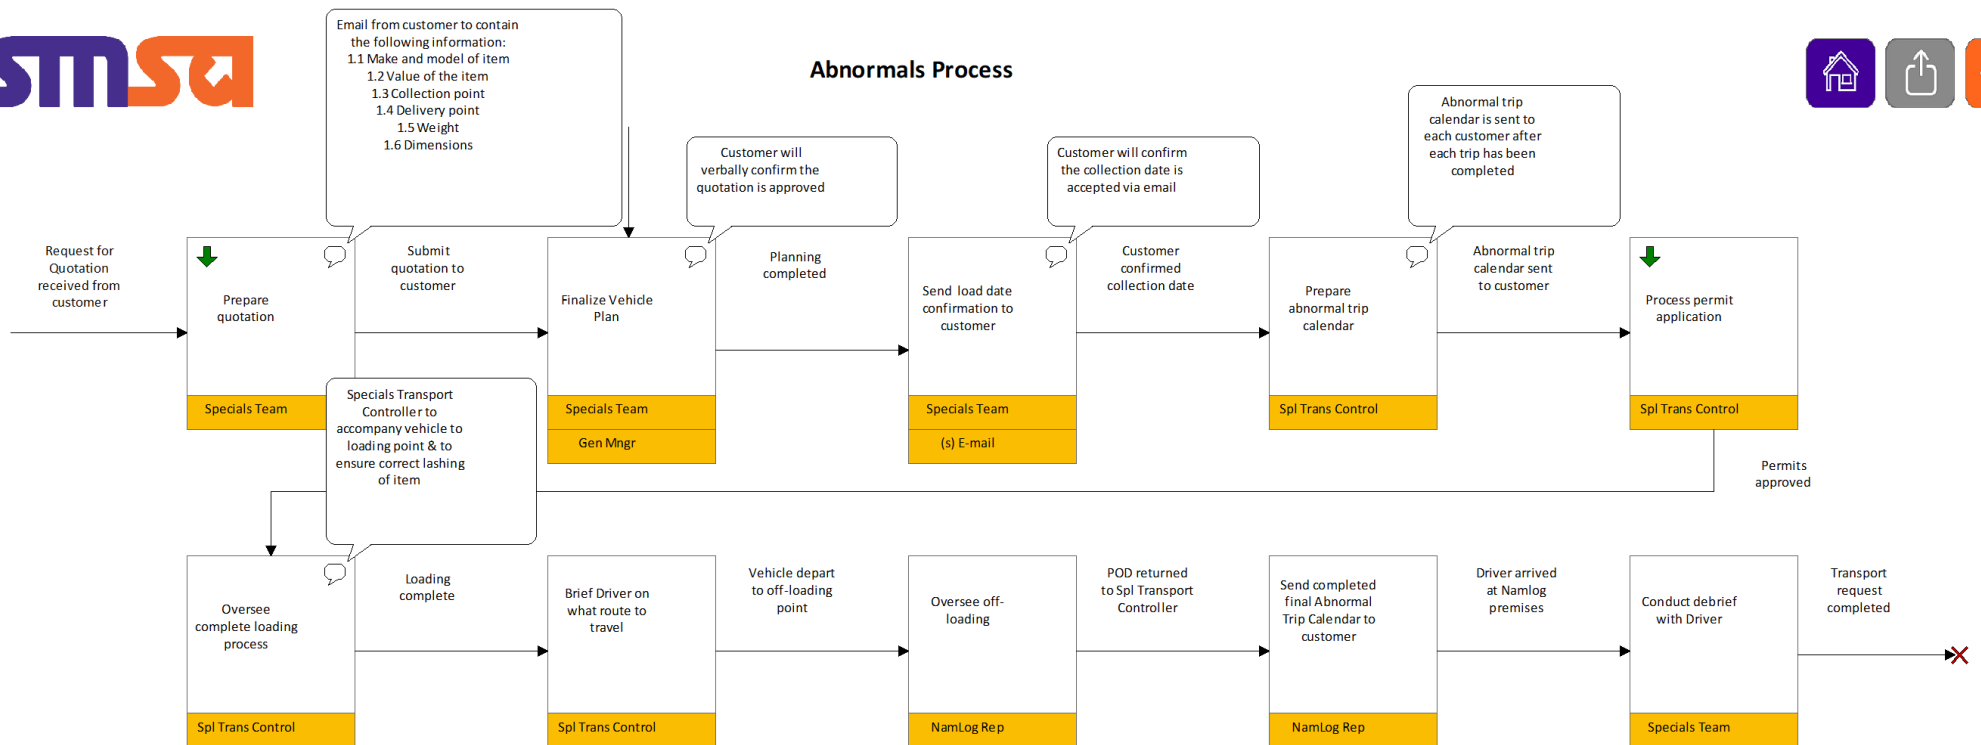 smsa
Abnormals Process
Email from customer to contain
the following information:
1.1 Make and model of item
1.2 Value of the item
1.3 Collection point
1.4 Delivery point
1.5 Weight
1.6 Dimensions
Customer will
verbally confirm the
quotation is approved
Customer will confirm
the collection date is
accepted via email
Abnormal trip
calendar is sent to
each customer after
each trip has been
completed
Request for
Quotation
received from
customer
Prepare
quotation
Specials Team
Submit
quotation to
customer
Finalize Vehicle
Plan
Specials Team
Gen Mngr
Planning
completed
Send load date
confirmation to
customer
Specials Team
(s) E-mail
Customer
confirmed
collection date
Prepare
abnormal trip
calendar
Spl Trans Control
Abnormal trip
calendar sent
to customer
Process permit
application
Spl Trans Control
Permits
approved
Specials Transport
Controller to
accompany vehicle to
loading point & to
ensure correct lashing
of item
Oversee
complete loading
process
Spl Trans Control
Loading
complete
Brief Driver on
what route to
travel
Spl Trans Control
Vehicle depart
to off-loading
point
Oversee off-
loading
NamLog Rep
POD returned
to Spl Transport
Controller
Send completed
final Abnormal
Trip Calendar to
customer
NamLog Rep
Driver arrived
at Namlog
premises
Conduct debrief
with Driver
Specials Team
Transport
request
completed